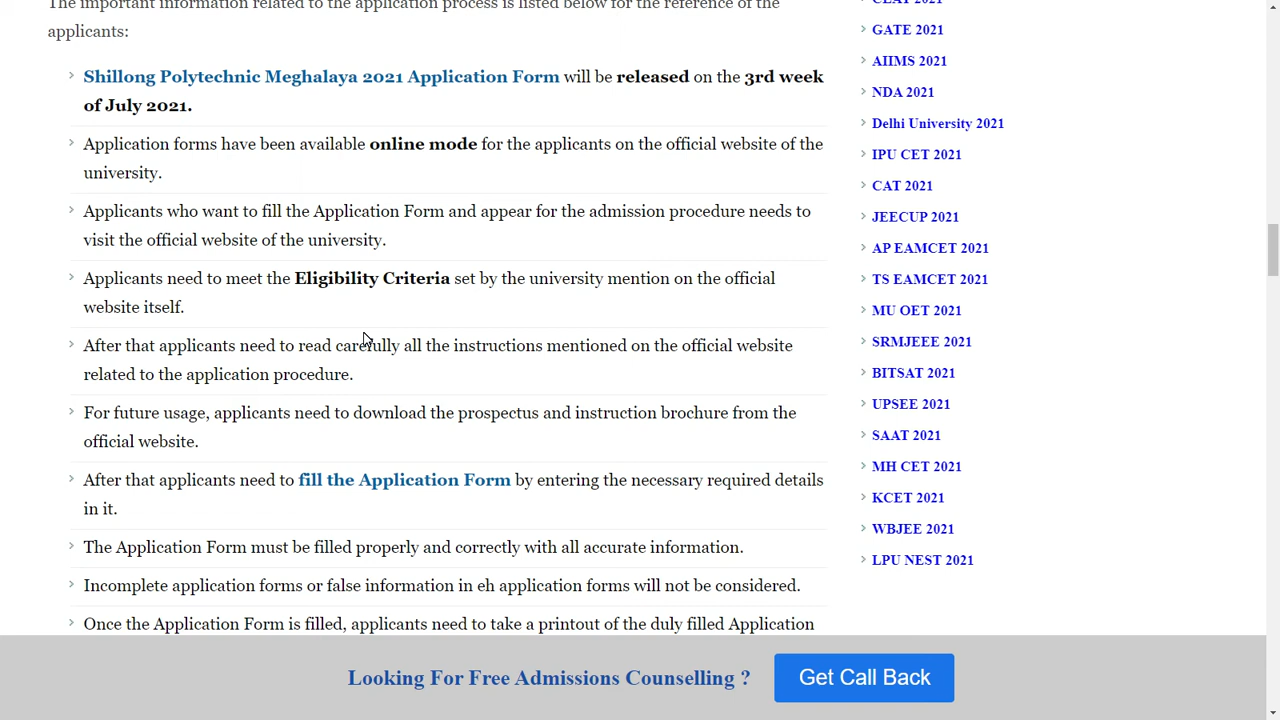 The important information related to the application process is listed below for the reference of the
applicants:
Shillong Polytechnic Meghalaya 2021 Application Form will be released on the 3rd week
of July 2021.
Application forms have been available online mode for the applicants on the official website of the
university.
Applicants who want to fill the Application Form and appear for the admission procedure needs to
visit the official website of the university.
Applicants need to meet the Eligibility Criteria set by the university mention on the official
website itself.
After that applicants need to read carefully all the instructions mentioned on the official website
related to the application procedure.
For future usage, applicants need to download the prospectus and instruction brochure from the
official website.
After that applicants need to fill the Application Form by entering the necessary required details
in it.
The Application Form must be filled properly and correctly with all accurate information.
Incomplete application forms or false information in eh application forms will not be considered.
Once the Application Form is filled, applicants need to take a printout of the duly filled Application
CLAT 2021
GATE 2021
AIIMS 2021
NDA 2021
Delhi University 2021
IPU CET 2021
CAT 2021
JEECUP 2021
AP EAMCET 2021
TS EAMCET 2021
MU OET 2021
SRMJEEE 2021
BITSAT 2021
UPSEE 2021
SAAT 2021
MH CET 2021
KCET 2021
WBJEE 2021
LPU NEST 2021
Looking For Free Admissions Counselling ?
Get Call Back